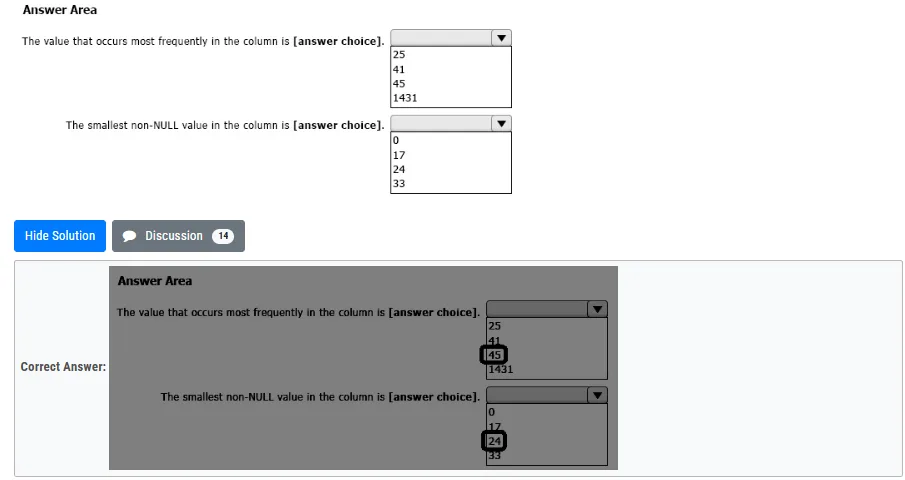 Answer Area
The value that occurs most frequently in the column is [answer choice].
25
41
45
1431
The smallest non-NULL value in the column is [answer choice].
0
17
24
33
Hide Solution
Discussion 14
Correct Answer:
Answer Area
The value that occurs most frequently in the column is [answer choice].
25
41
45
1431
The smallest non-NULL value in the column is [answer choice].
0
17
24
33